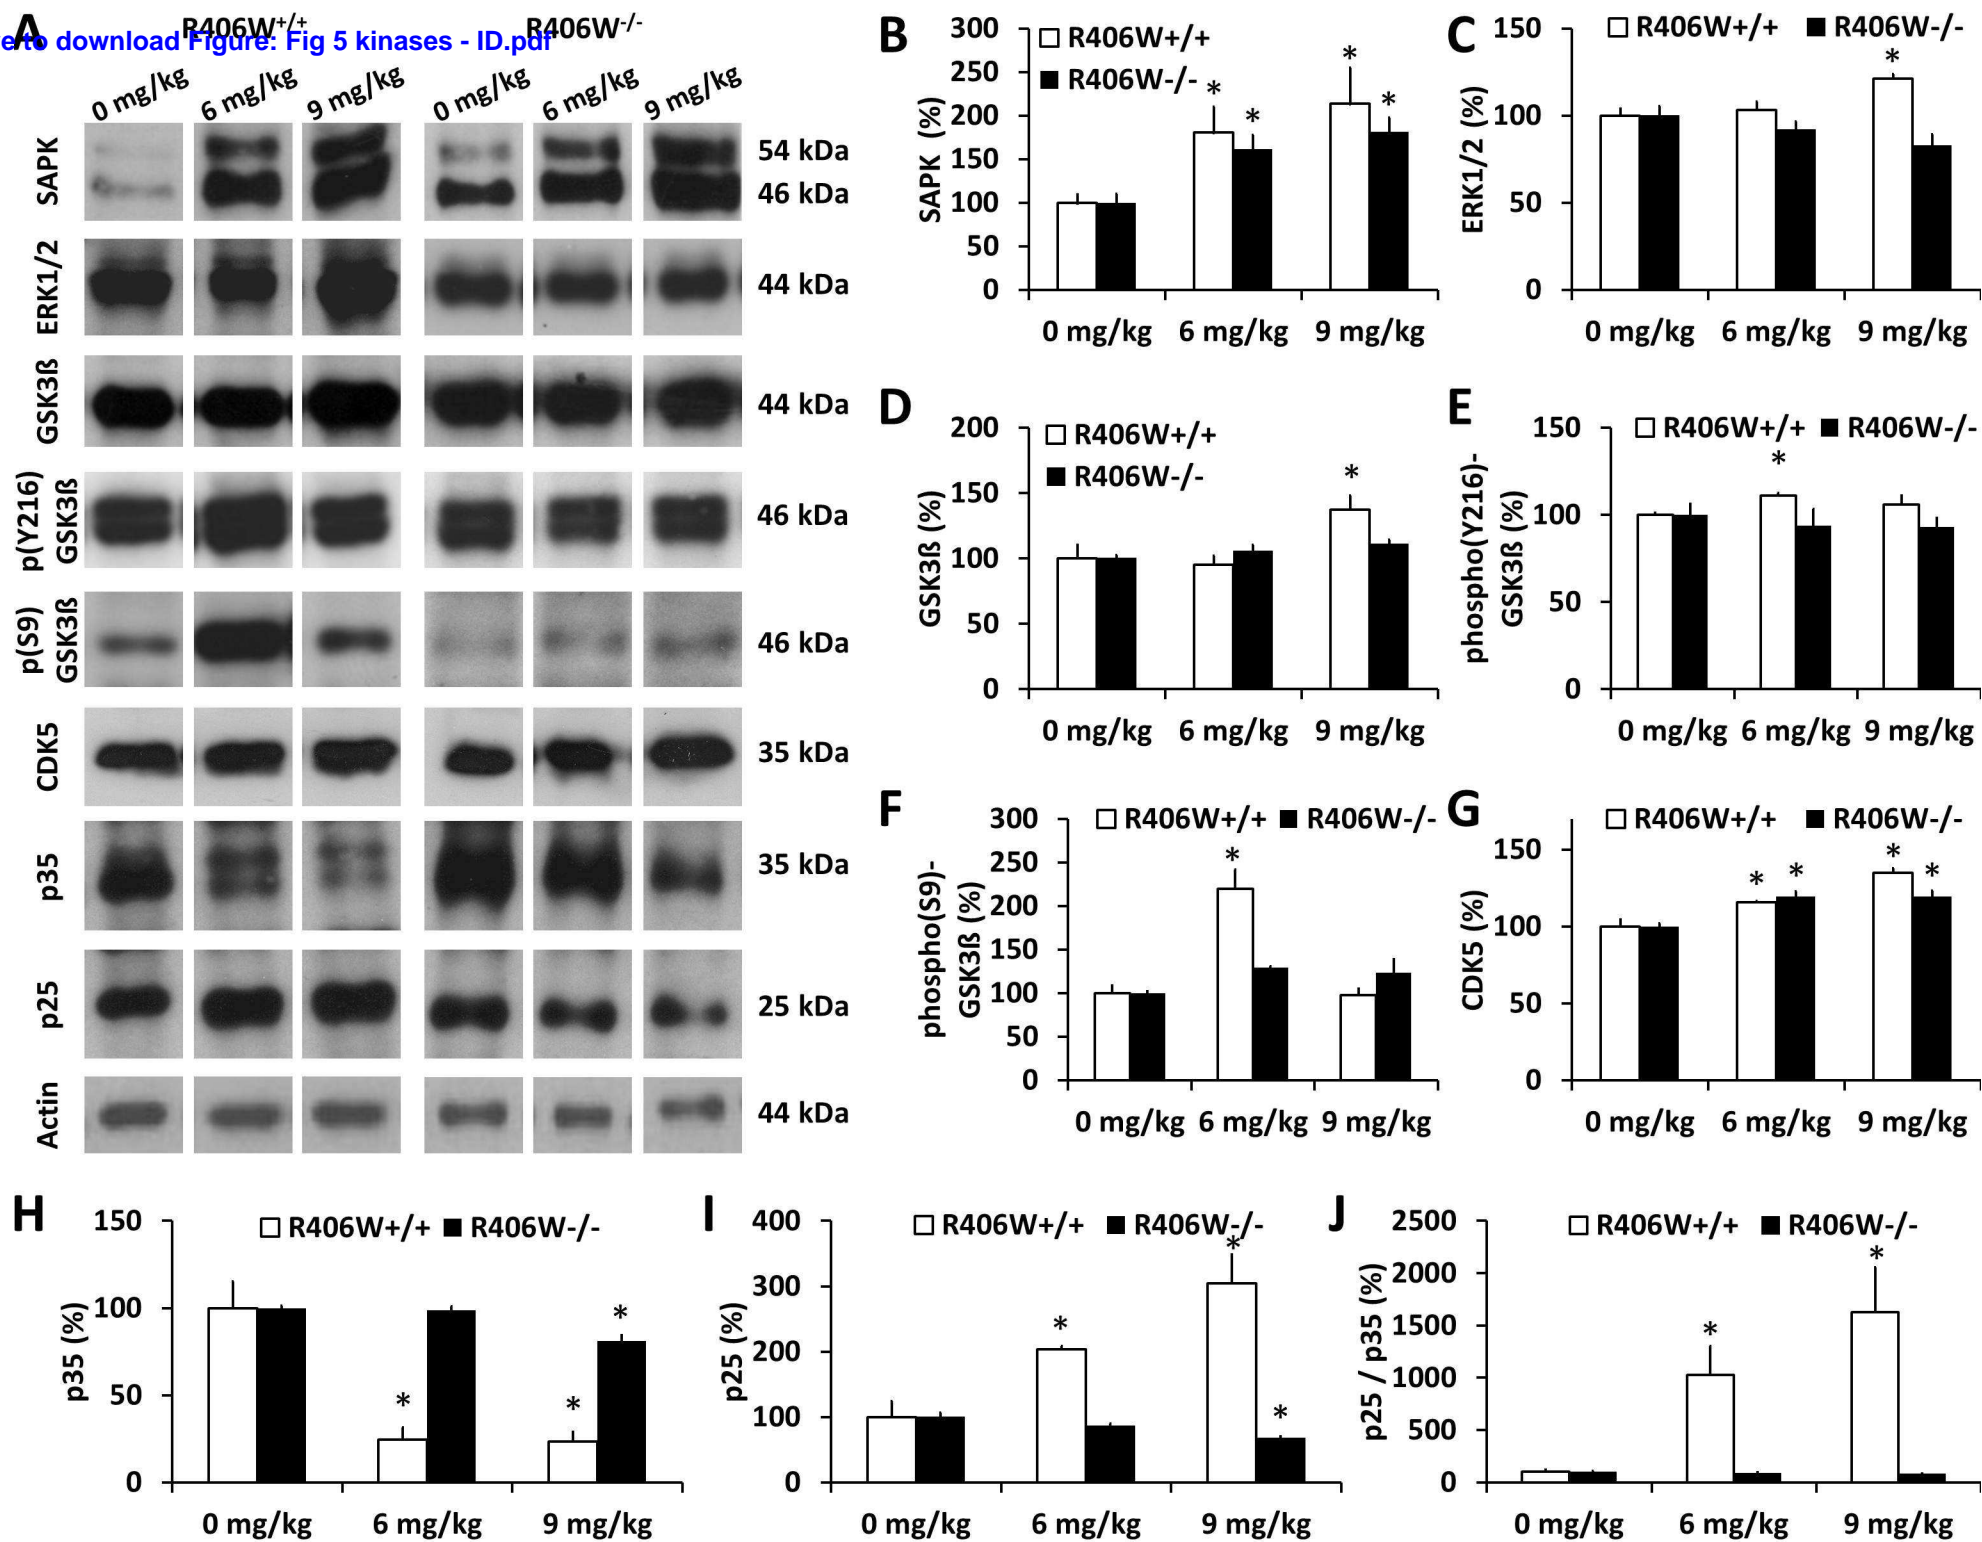 A
R406W+/+ R406W-/-
e to download Figure: Fig 5 kinases - ID.pdf
0 mg/kg 6 mg/kg 9 mg/kg 0 mg/kg 6 mg/kg 9 mg/kg
SAPK 54 kDa
46 kDa
ERK1/2 44 kDa
GSK3ß 44 kDa
p(Y216) GSK3ß 46 kDa
p(S9) GSK3ß 46 kDa
CDK5 35 kDa
p35 35 kDa
p25 25 kDa
Actin 44 kDa
B
SAPK (%)
300
250
200
150
100
50
0
R406W+/+
R406W-/-
* * * *
0 mg/kg 6 mg/kg 9 mg/kg
C
ERK1/2 (%)
150
100
50
0
R406W+/+ R406W-/-
*
0 mg/kg 6 mg/kg 9 mg/kg
D
GSK3ß (%)
200
150
100
50
0
R406W+/+
R406W-/-
*
0 mg/kg 6 mg/kg 9 mg/kg
E
phospho(Y216)-
GSK3ß (%)
150
100
50
0
R406W+/+ R406W-/-
*
0 mg/kg 6 mg/kg 9 mg/kg
F
phospho(S9)-
GSK3ß (%)
300
250
200
150
100
50
0
R406W+/+ R406W-/-
*
0 mg/kg 6 mg/kg 9 mg/kg
G
CDK5 (%)
150
100
50
0
R406W+/+ R406W-/-
* * * *
0 mg/kg 6 mg/kg 9 mg/kg
H
p35 (%)
150
100
50
0
R406W+/+ R406W-/-
* * *
0 mg/kg 6 mg/kg 9 mg/kg
I
p25 (%)
400
300
200
100
0
R406W+/+ R406W-/-
* * *
0 mg/kg 6 mg/kg 9 mg/kg
J
p25 / p35 (%)
2500
2000
1500
1000
500
0
R406W+/+ R406W-/-
* *
0 mg/kg 6 mg/kg 9 mg/kg